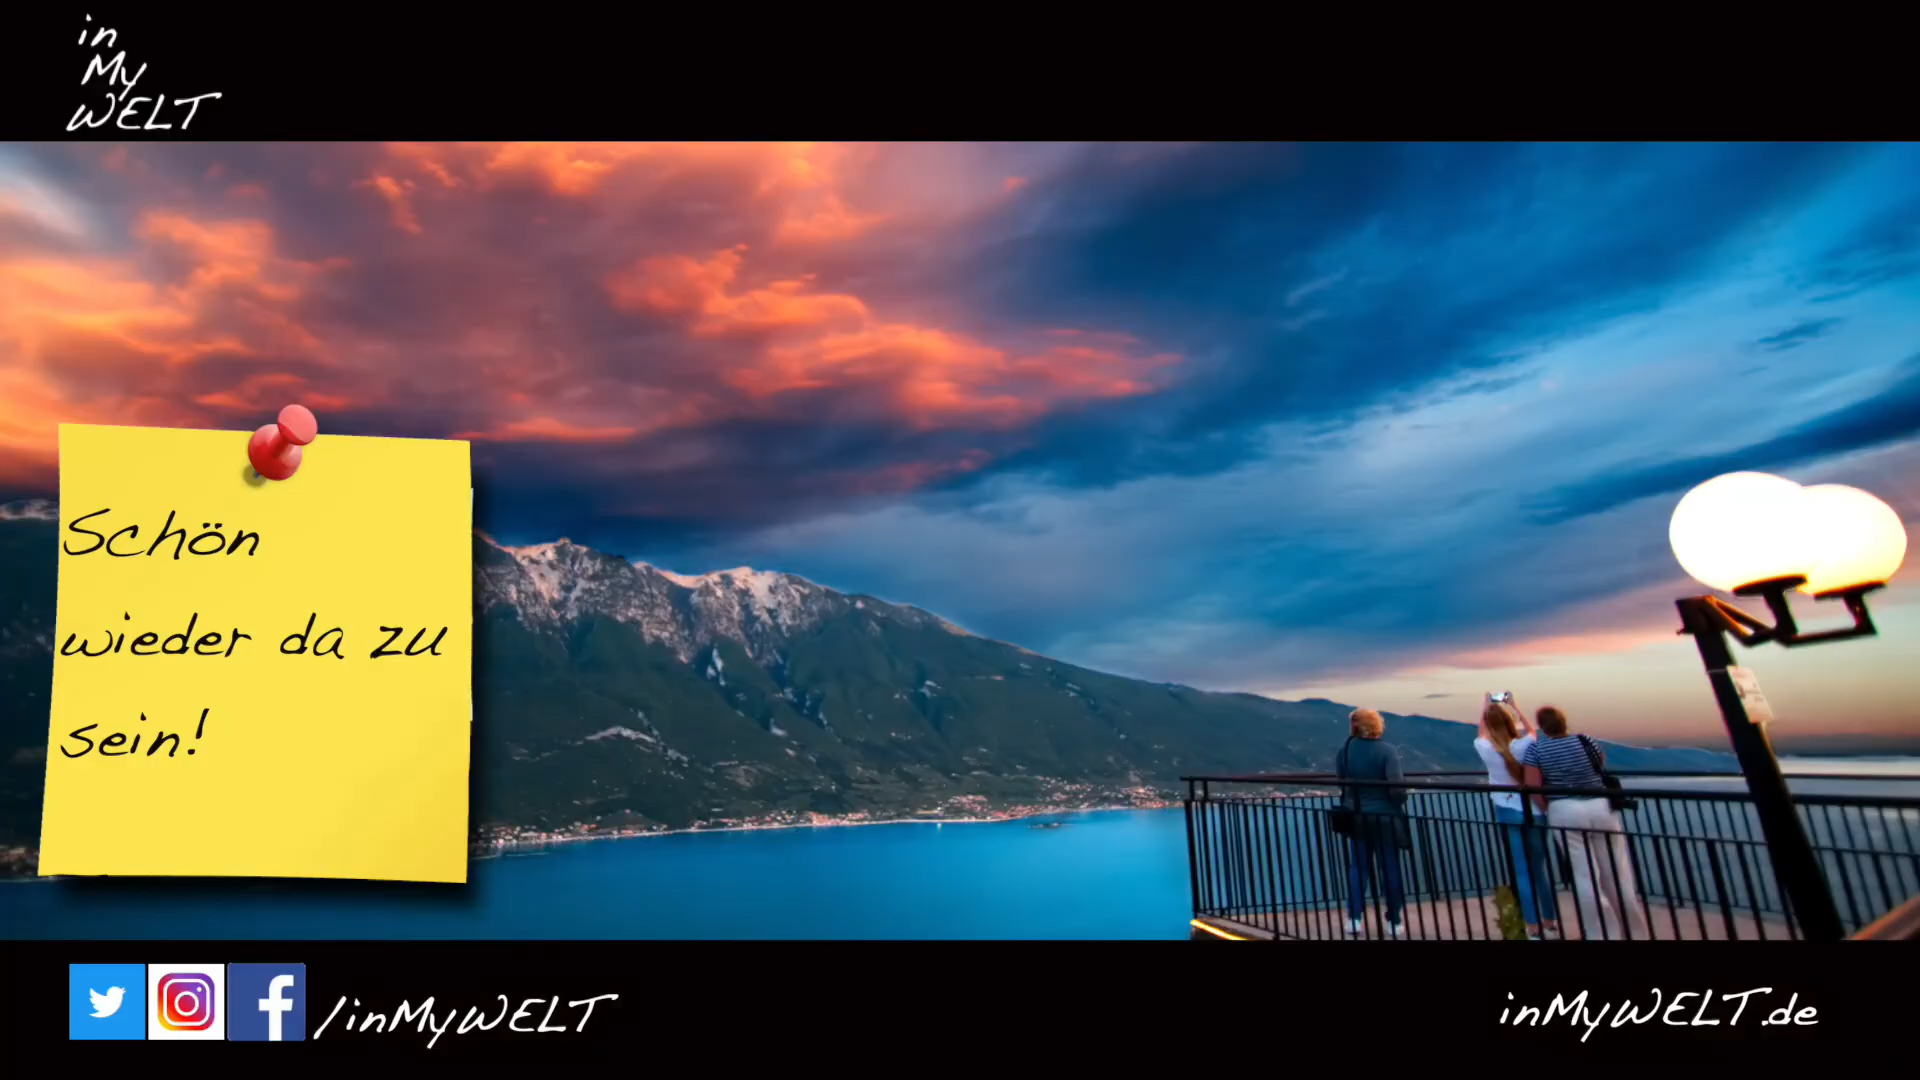 in
My
WELT
Schön
wieder da zu
sein!
/inMyWELT
inMyWELT.de